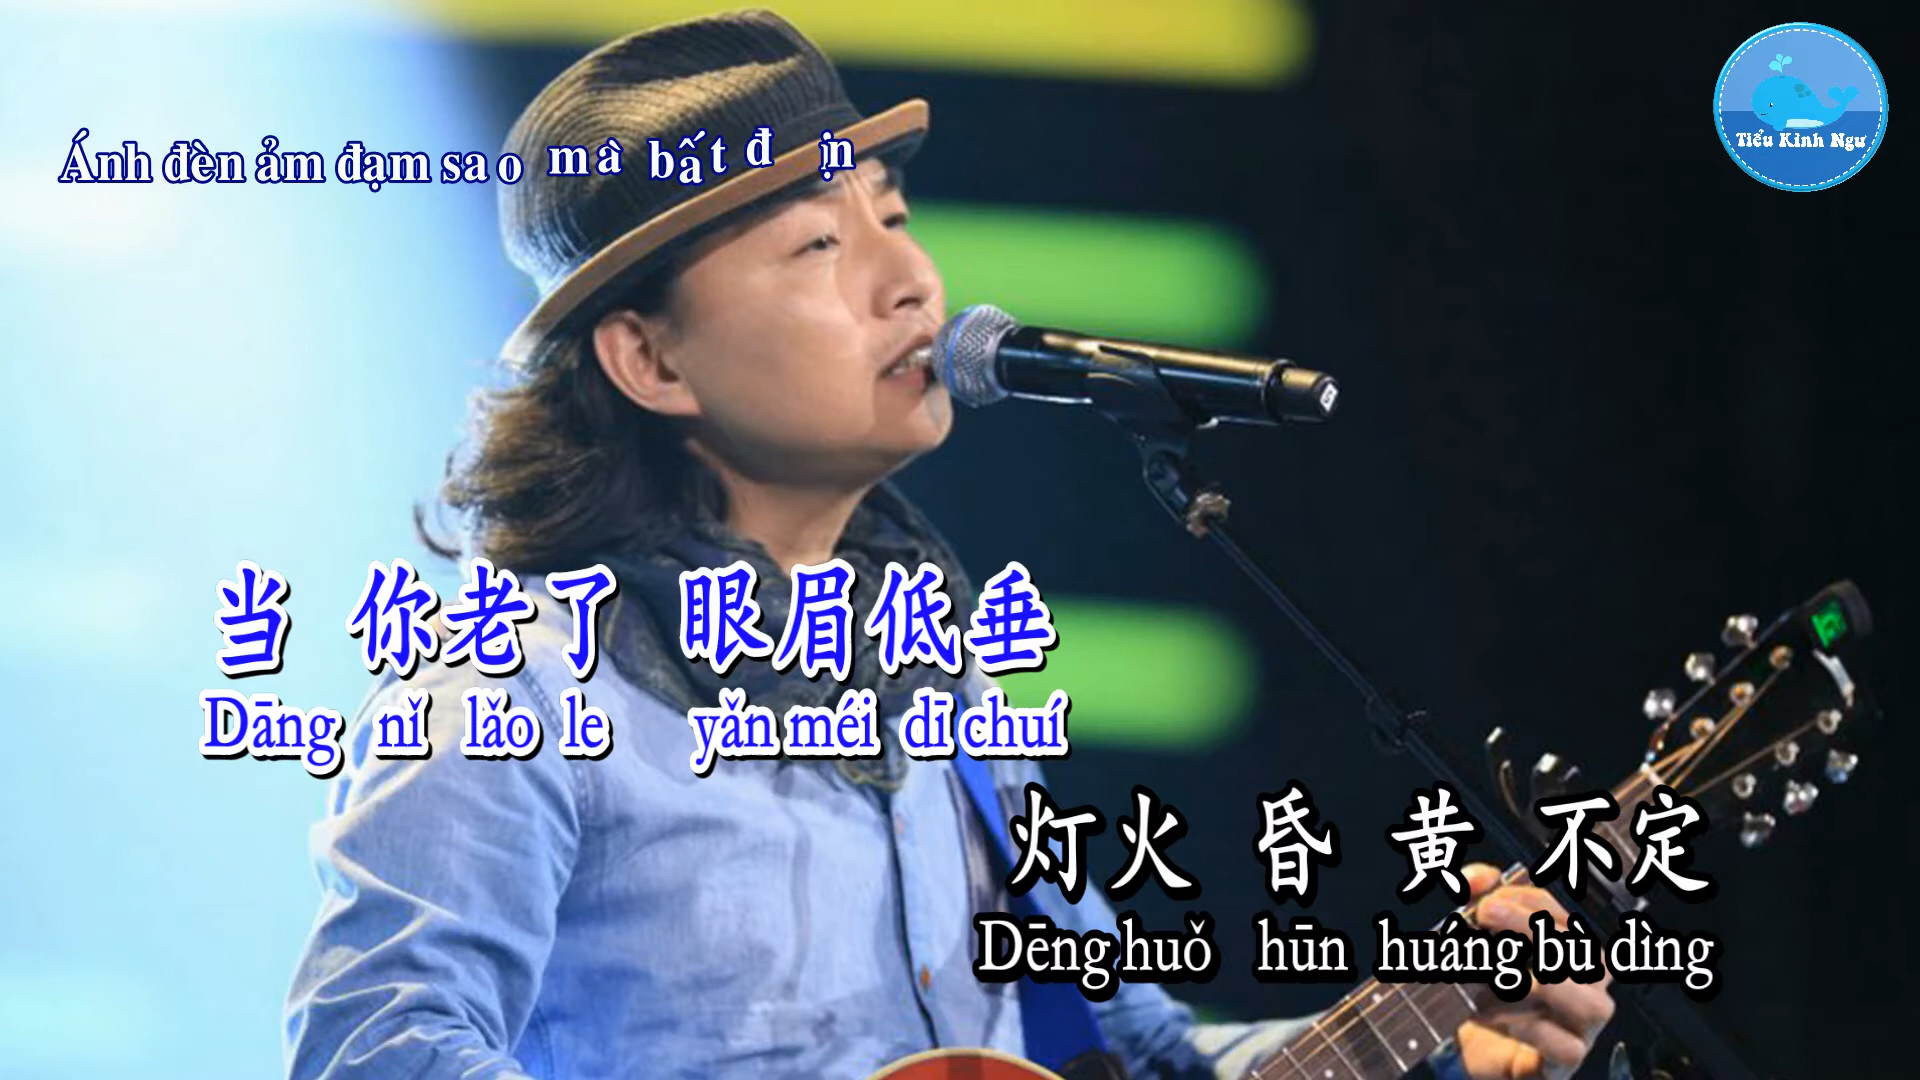 Tiểu Kình Ngư
Ánh đèn ảm đạm sao mà bất địn
当 你老了 眼眉低垂
Dāng nǐ lǎo le yǎn méi dī chuí
灯火 昏 黄 不定
Dēng huǒ hūn huáng bù dìng